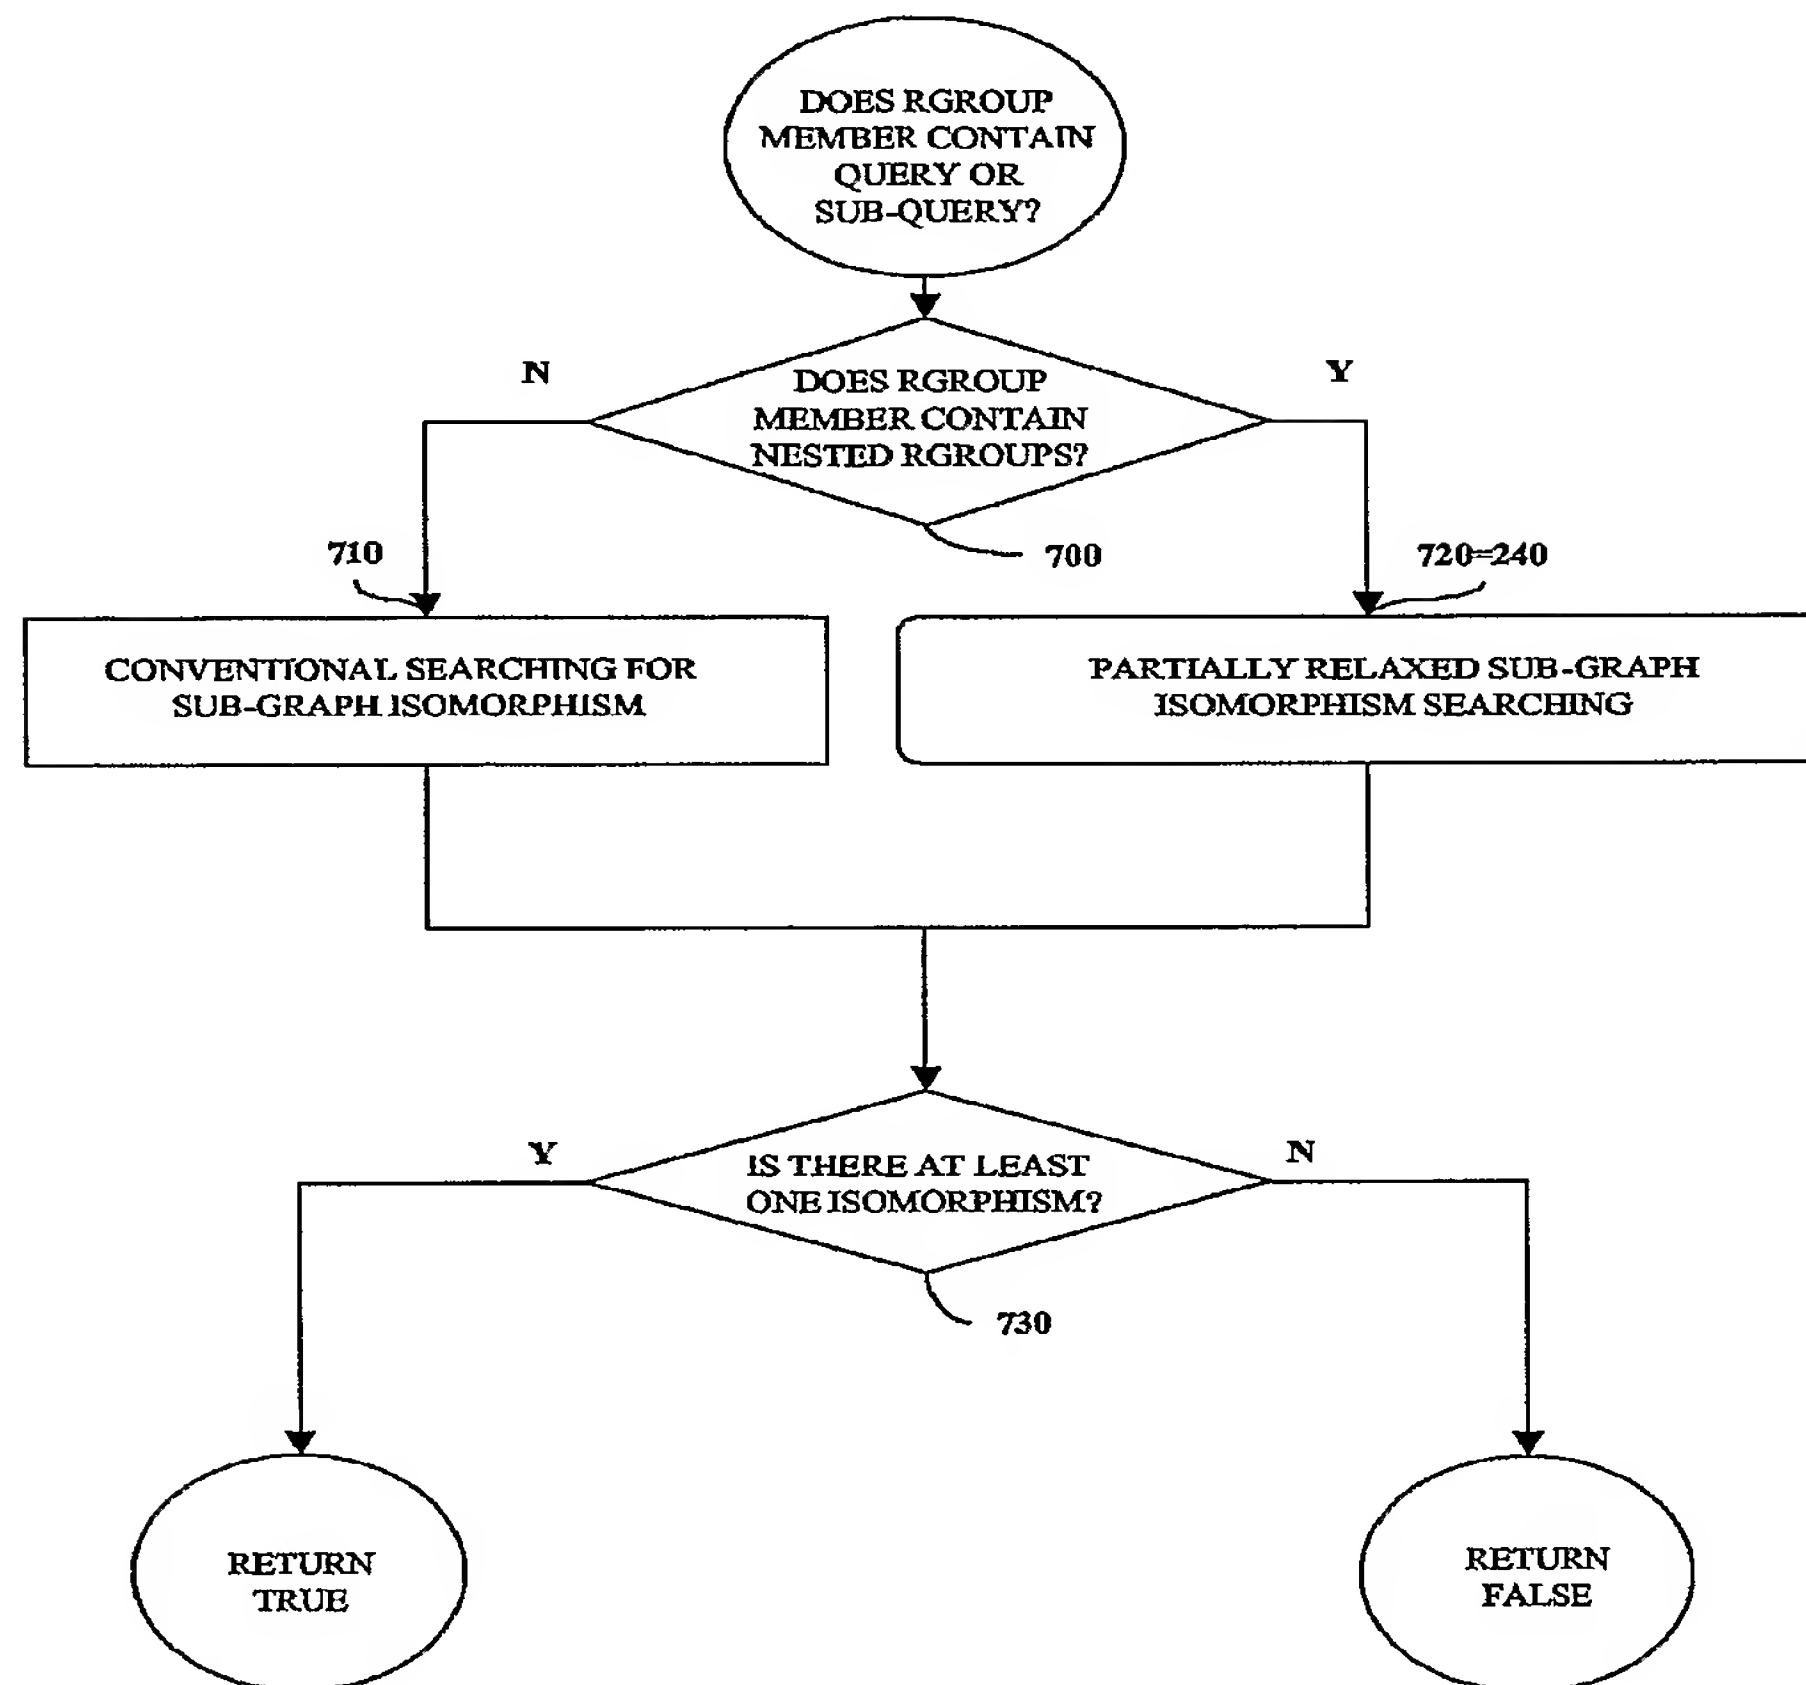 DOES RGROUP
MEMBER CONTAIN
QUERY OR
SUB-QUERY?
N
Y
DOES RGROUP
MEMBER CONTAIN
NESTED RGROUPS?
710
700
720=240
CONVENTIONAL SEARCHING FOR
SUB-GRAPH ISOMORPHISM
PARTIALLY RELAXED SUB-GRAPH
ISOMORPHISM SEARCHING
Y
N
IS THERE AT LEAST
ONE ISOMORPHISM?
730
RETURN
TRUE
RETURN
FALSE